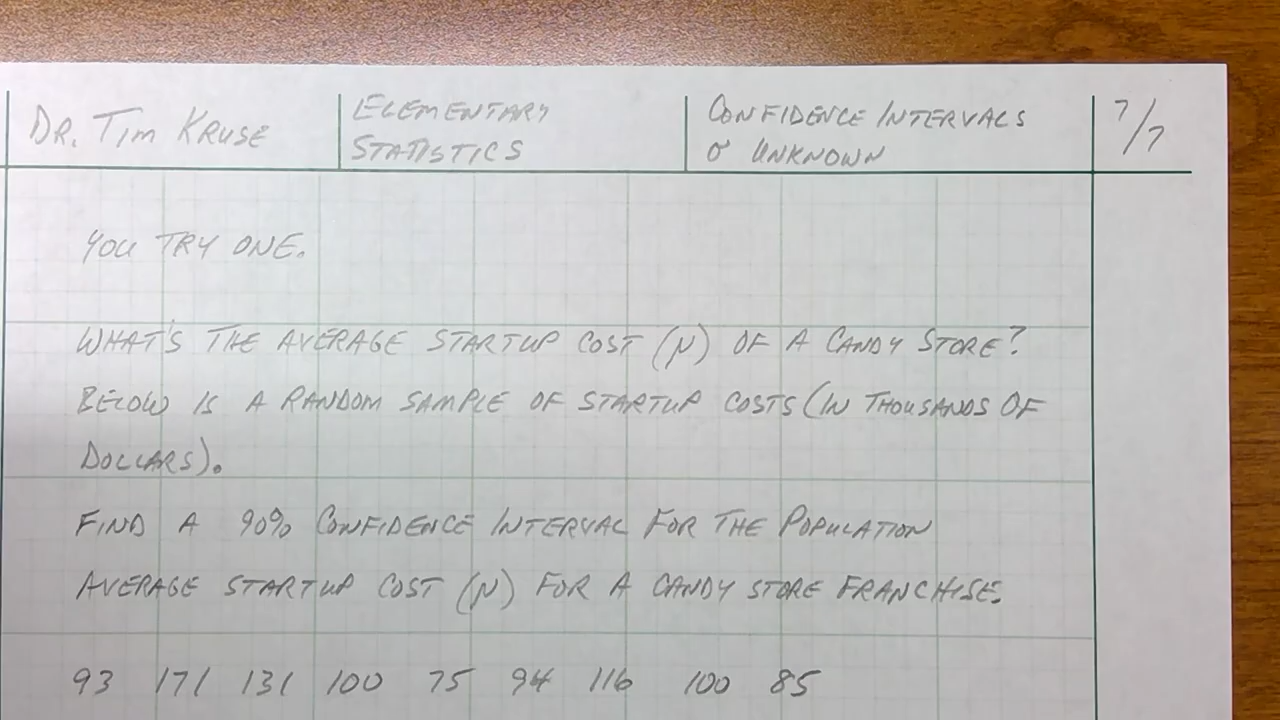 DR. TIM KRUSE
ELEMENTARY
STATISTICS
CONFIDENCE INTERVALS
σ UNKNOWN
7/7
YOU TRY ONE.
WHAT'S THE AVERAGE STARTUP COST (μ) OF A CANDY STORE?
BELOW IS A RANDOM SAMPLE OF STARTUP COSTS (IN THOUSANDS OF
DOLLARS).
FIND A 90% CONFIDENCE INTERVAL FOR THE POPULATION
AVERAGE STARTUP COST (μ) FOR A CANDY STORE FRANCHISE.
93 171 131 100 75 94 116 100 85